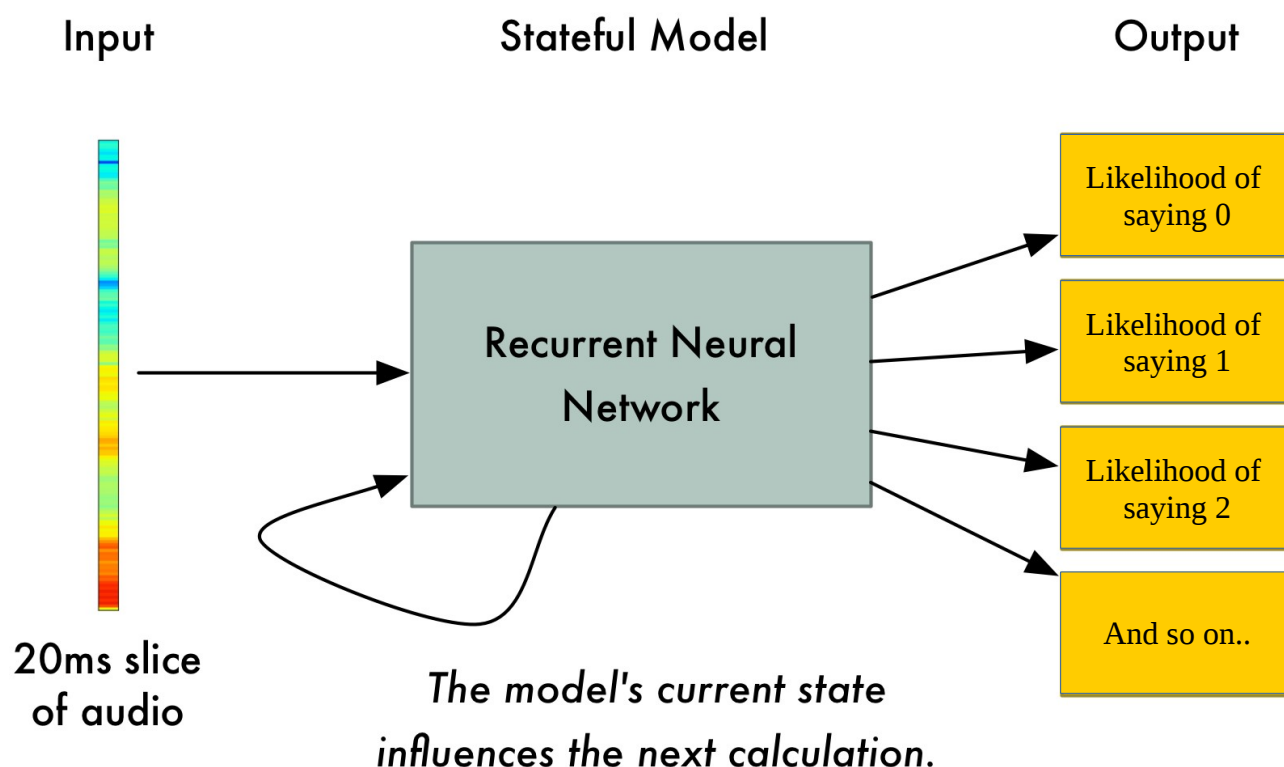 Input
Stateful Model
Output
Likelihood of
saying 0
Recurrent Neural
Network
Likelihood of
saying 1
Likelihood of
saying 2
And so on..
20ms slice
of audio
The model's current state
influences the next calculation.